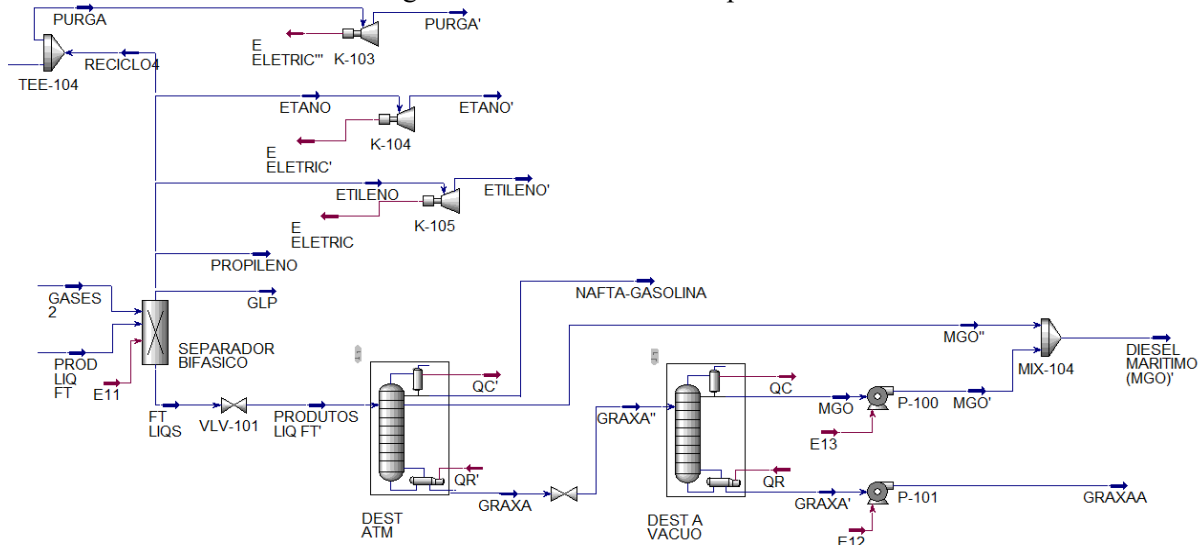 PURGA
PURGA'
E
ELETRIC'''
K-103
TEE-104
RECICLO4
ETANO
ETANO'
E
ELETRIC'
K-104
ETILENO
ETILENO'
E
ELETRIC
K-105
PROPILENO
GASES
2
GLP
NAFTA-GASOLINA
PROD
LIQ
FT
E11
SEPARADOR
BIFASICO
MGO''
DIESEL
MARITIMO
(MGO)'
MIX-104
FT
LIQS
VLV-101
PRODUTOS
LIQ FT'
QC'
GRAXA''
QC
MGO
P-100
MGO'
E13
QR'
GRAXA
QR
GRAXA'
P-101
GRAXAA
DEST
ATM
DEST A
VACUO
E12